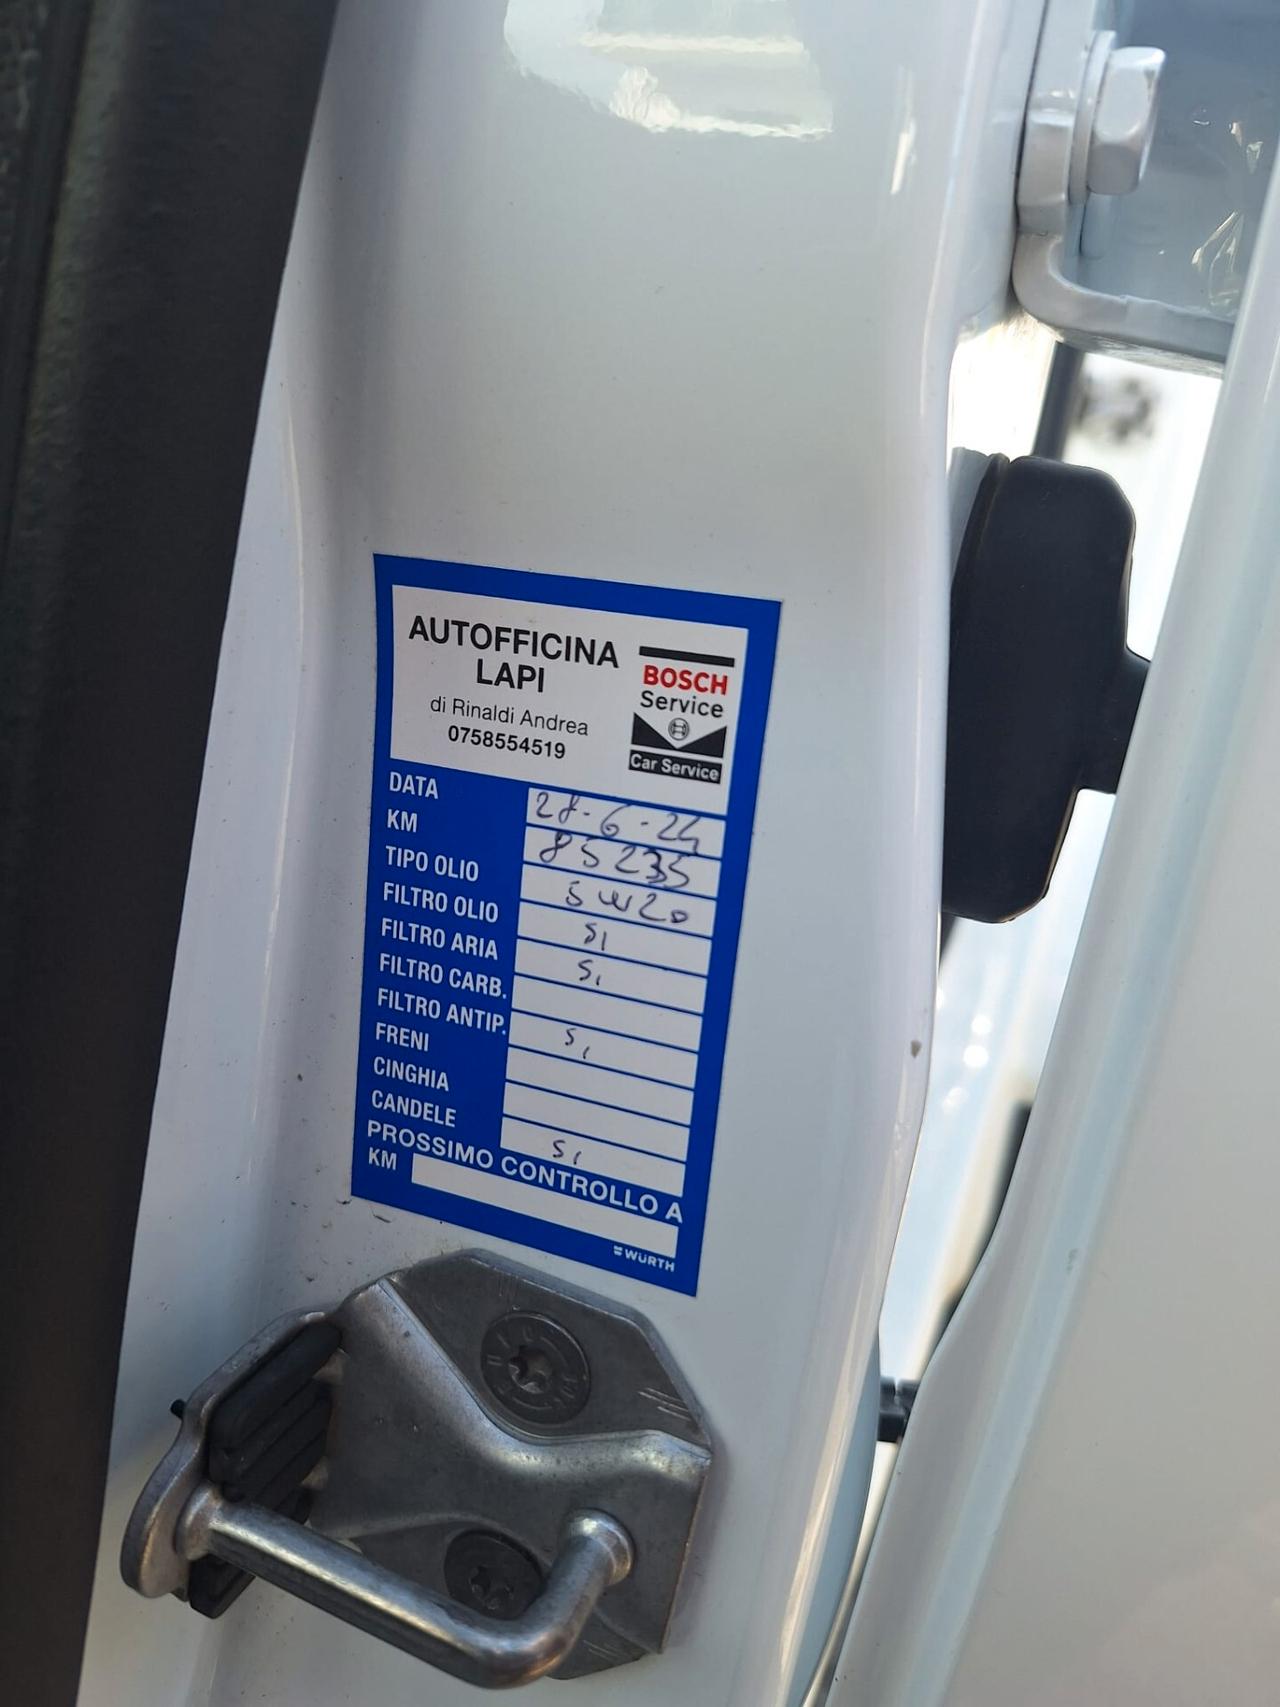 AUTOFFICINA
LAPI
di Rinaldi Andrea
0758554519
BOSCH
Service
Car Service
DATA 28-6-24
KM 85235
TIPO OLIO 5W20
FILTRO OLIO Si
FILTRO ARIA Si
FILTRO CARB.
FILTRO ANTIP. Si
FRENI
CINGHIA
CANDELE Si
PROSSIMO CONTROLLO A
KM
WÜRTH